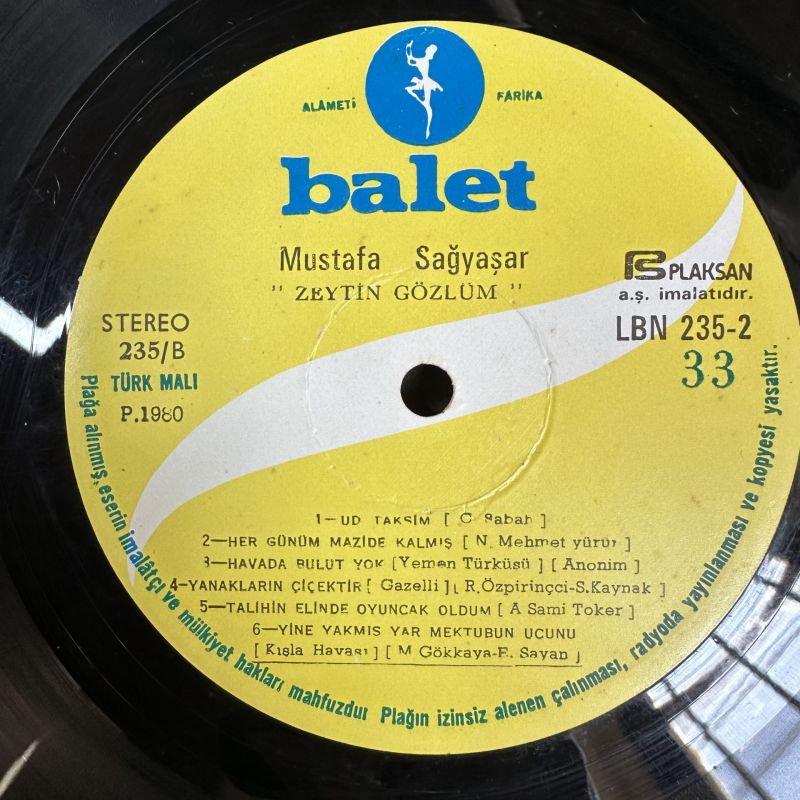 ALÂMETİ FARİKA
balet
Mustafa Sağyaşar
" ZEYTİN GÖZLÜM "
PS PLAKSAN
a.ş. imalatıdır.
STEREO
235/B
TÜRK MALI
P.1980
LBN 235-2
33
1-UD TAKSİM [ C Sabah ]
2-HER GÜNÜM MAZİDE KALMIŞ [ N. Mehmet yürür ]
3-HAVADA BULUT YOK [Yemen Türküsü] [ Anonim ]
4-YANAKLARIN ÇİÇEKTİR [ Gazelli ] [ R.Özpirinçci-S.Kaynak ]
5-TALİHİN ELİNDE OYUNCAK OLDUM [ A Sami Toker ]
6-YİNE YAKMIS YAR MEKTUBUN UCUNU
[ Kışla Havası ] [ M Gökkaya-E. Sayan ]
Plağa alınmış, eserin imalâtçı ve mülkiyet hakları mahfuzdur Plağın izinsiz alenen çalınması, radyoda yayınlanması ve kopyesi yasaktır.